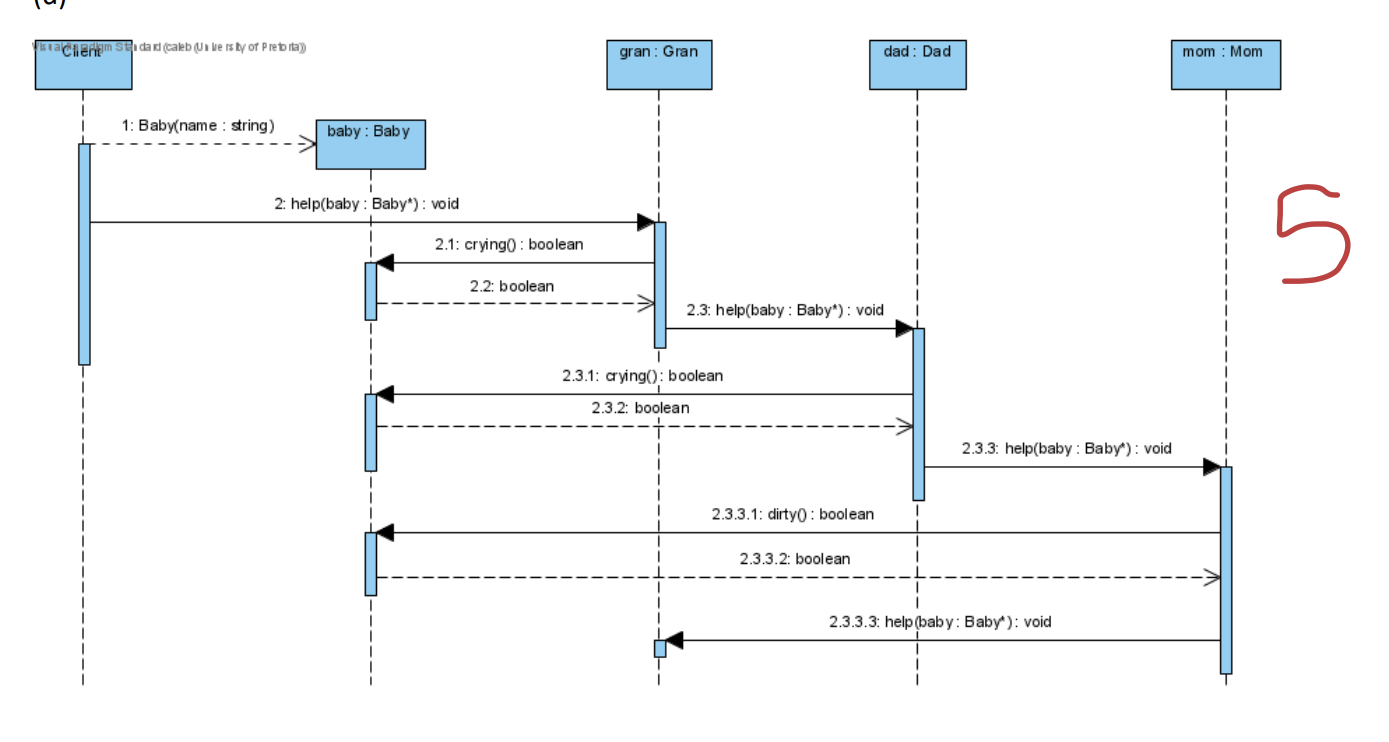 Visual Paradigm Standard (caleb (University of Pretoria))
Client
gran : Gran
dad : Dad
mom : Mom
1: Baby(name : string)
baby : Baby
2: help(baby : Baby*) : void
2.1: crying() : boolean
2.2: boolean
2.3: help(baby : Baby*) : void
2.3.1: crying() : boolean
2.3.2: boolean
2.3.3: help(baby : Baby*) : void
2.3.3.1: dirty() : boolean
2.3.3.2: boolean
2.3.3.3: help(baby : Baby*) : void
5